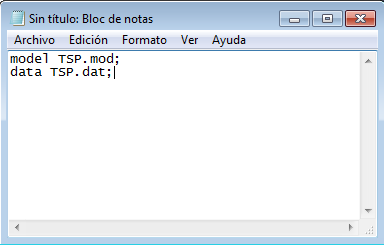 Sin título: Bloc de notas
Archivo Edición Formato Ver Ayuda
model TSP.mod;
data TSP.dat;